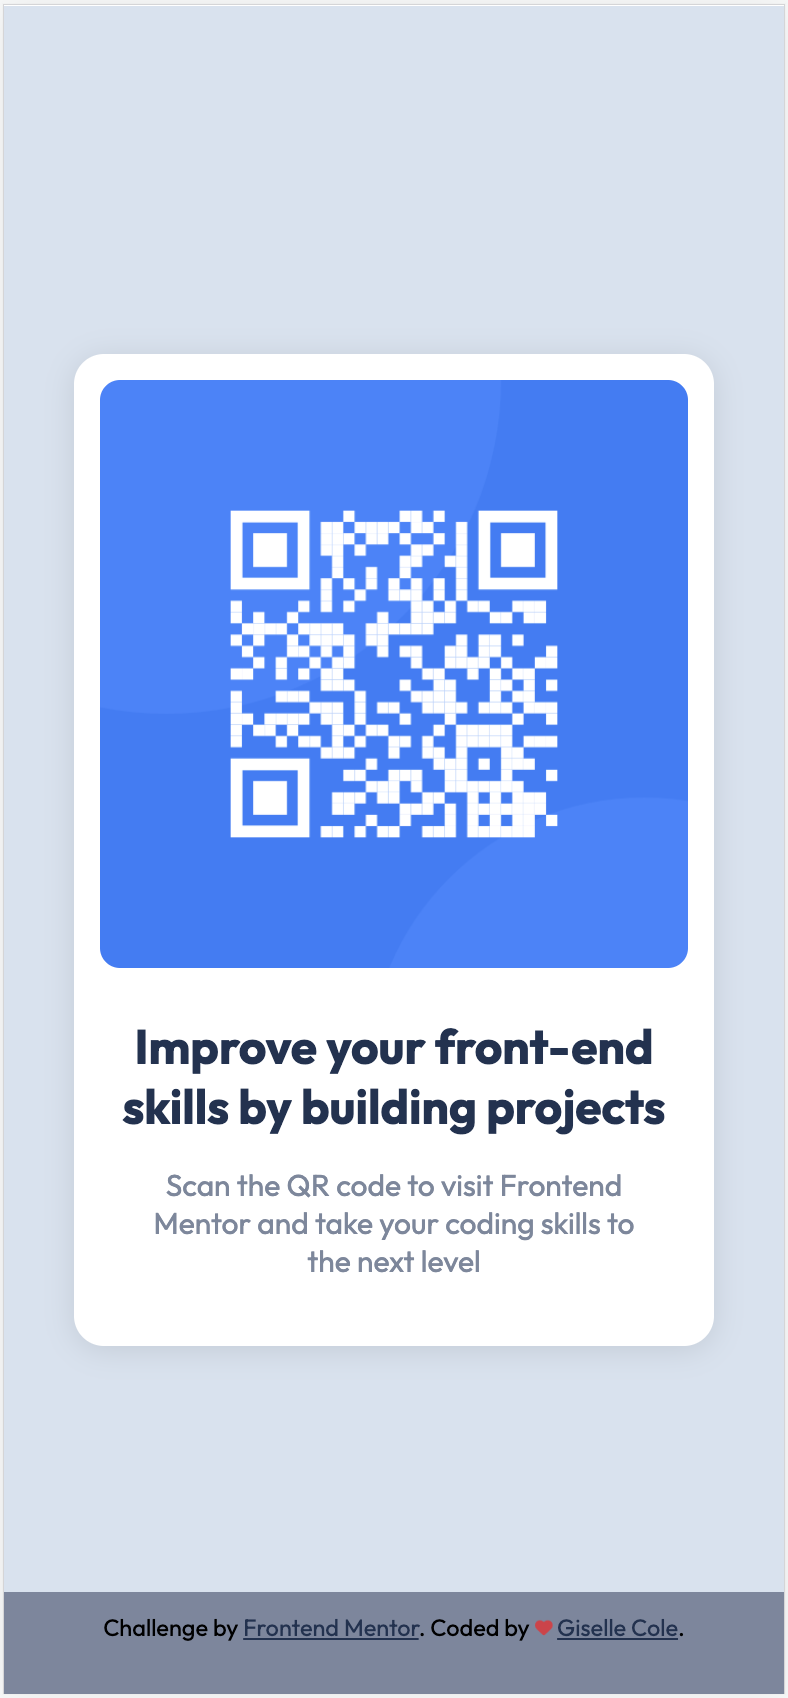 Improve your front-end
skills by building projects
Scan the QR code to visit Frontend
Mentor and take your coding skills to
the next level
Challenge by Frontend Mentor. Coded by ❤ Giselle Cole.